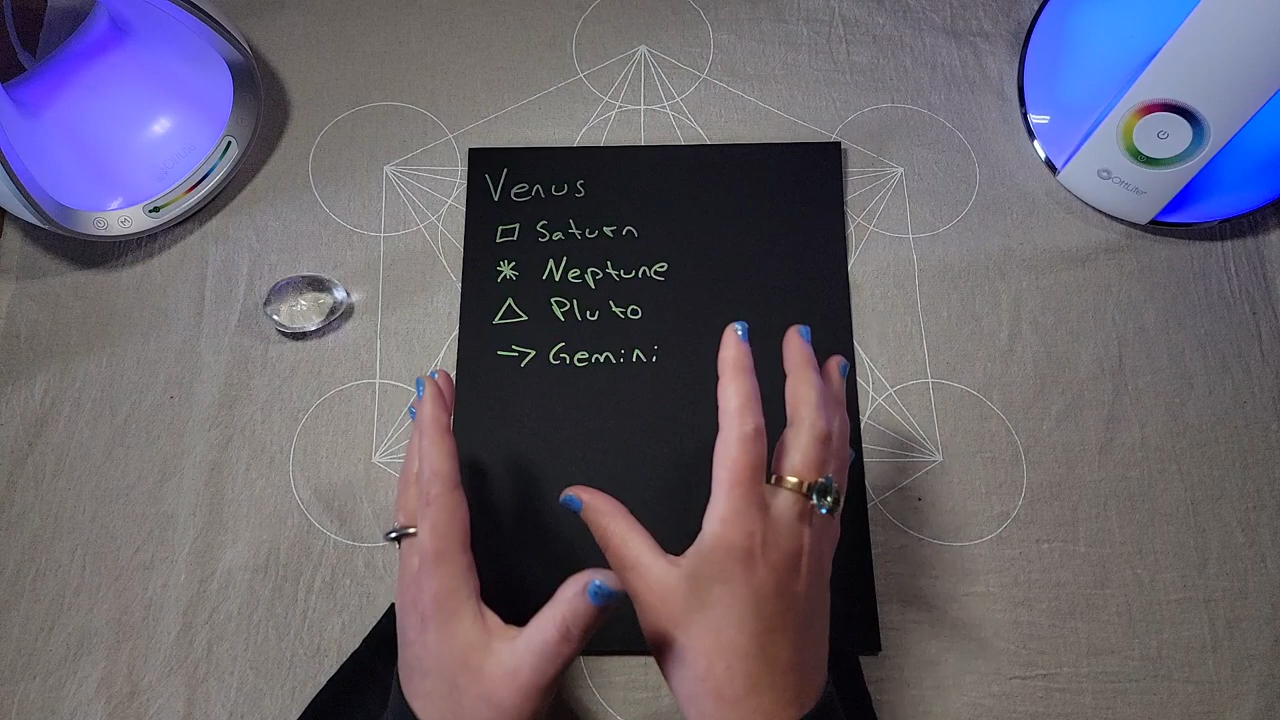 Venus
□ Saturn
⚹ Neptune
△ Pluto
→ Gemini
OttLite